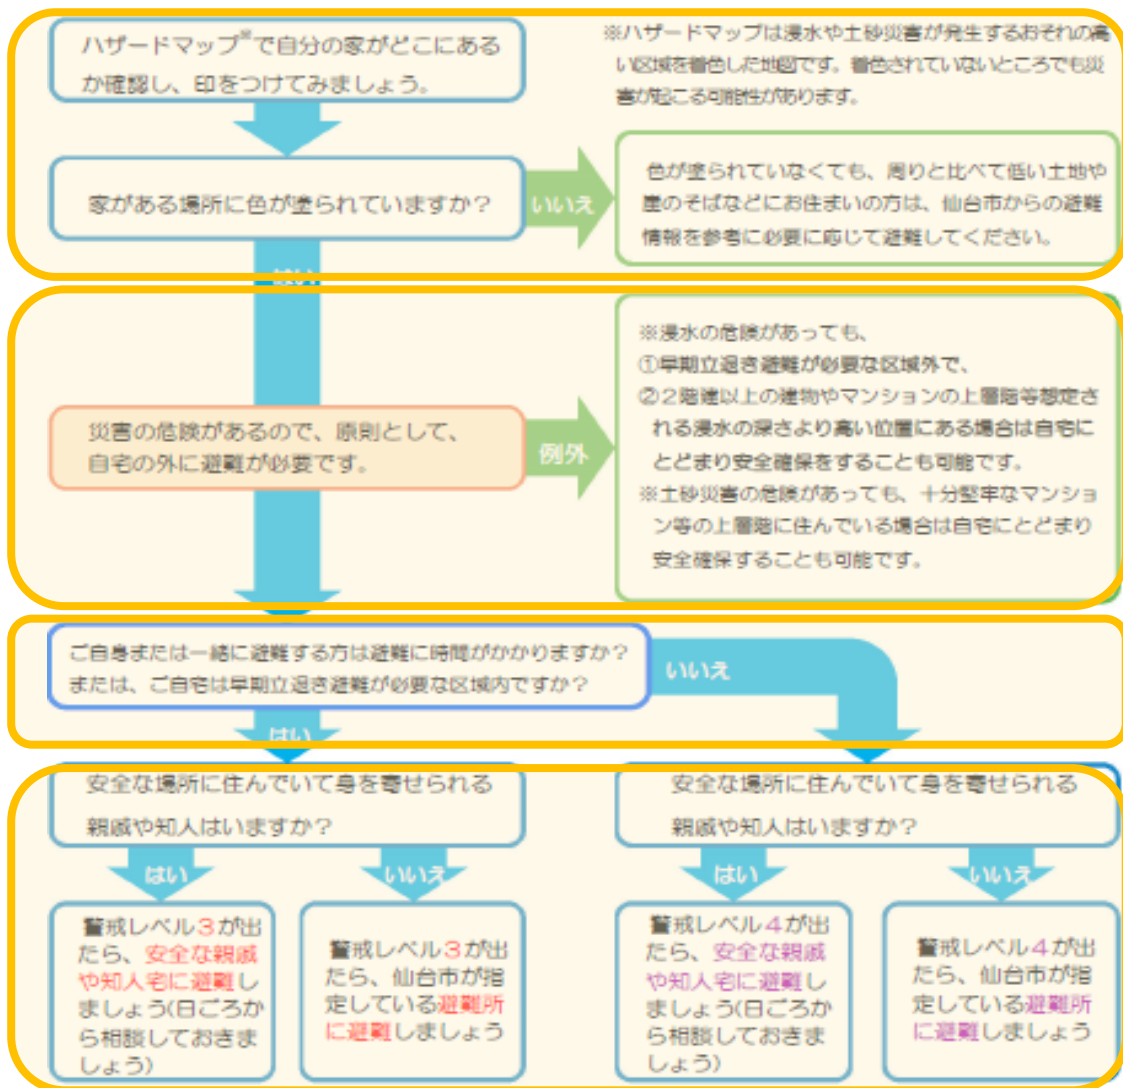 ハザードマップ※で自分の家がどこにある
か確認し、印をつけてみましょう。
※ハザードマップは浸水や土砂災害が発生するおそれの高
い区域を着色した地図です。着色されていないところでも災
害が起こる可能性があります。
家がある場所に色が塗られていますか？
いいえ
色が塗られていなくても、周りと比べて低い土地や
崖のそばなどにお住まいの方は、仙台市からの避難
情報を参考に必要に応じて避難してください。
はい
災害の危険があるので、原則として、
自宅の外に避難が必要です。
例外
※浸水の危険があっても、
①早期立退き避難が必要な区域外で、
②２階建以上の建物やマンションの上層階等想定さ
れる浸水の深さより高い位置にある場合は自宅に
とどまり安全確保をすることも可能です。
※土砂災害の危険があっても、十分堅牢なマンショ
ン等の上層階に住んでいる場合は自宅にとどまり
安全確保することも可能です。
ご自身または一緒に避難する方は避難に時間がかかりますか？
または、ご自宅は早期立退き避難が必要な区域内ですか？
いいえ
はい
安全な場所に住んでいて身を寄せられる
親戚や知人はいますか？
はい
いいえ
警戒レベル３が出
たら、安全な親戚
や知人宅に避難し
ましょう(日ごろか
ら相談しておきま
しょう)
警戒レベル３が出
たら、仙台市が指
定している避難所
に避難しましょう
安全な場所に住んでいて身を寄せられる
親戚や知人はいますか？
はい
いいえ
警戒レベル４が出
たら、安全な親戚
や知人宅に避難し
ましょう(日ごろか
ら相談しておきま
しょう)
警戒レベル４が出
たら、仙台市が指
定している避難所
に避難しましょう